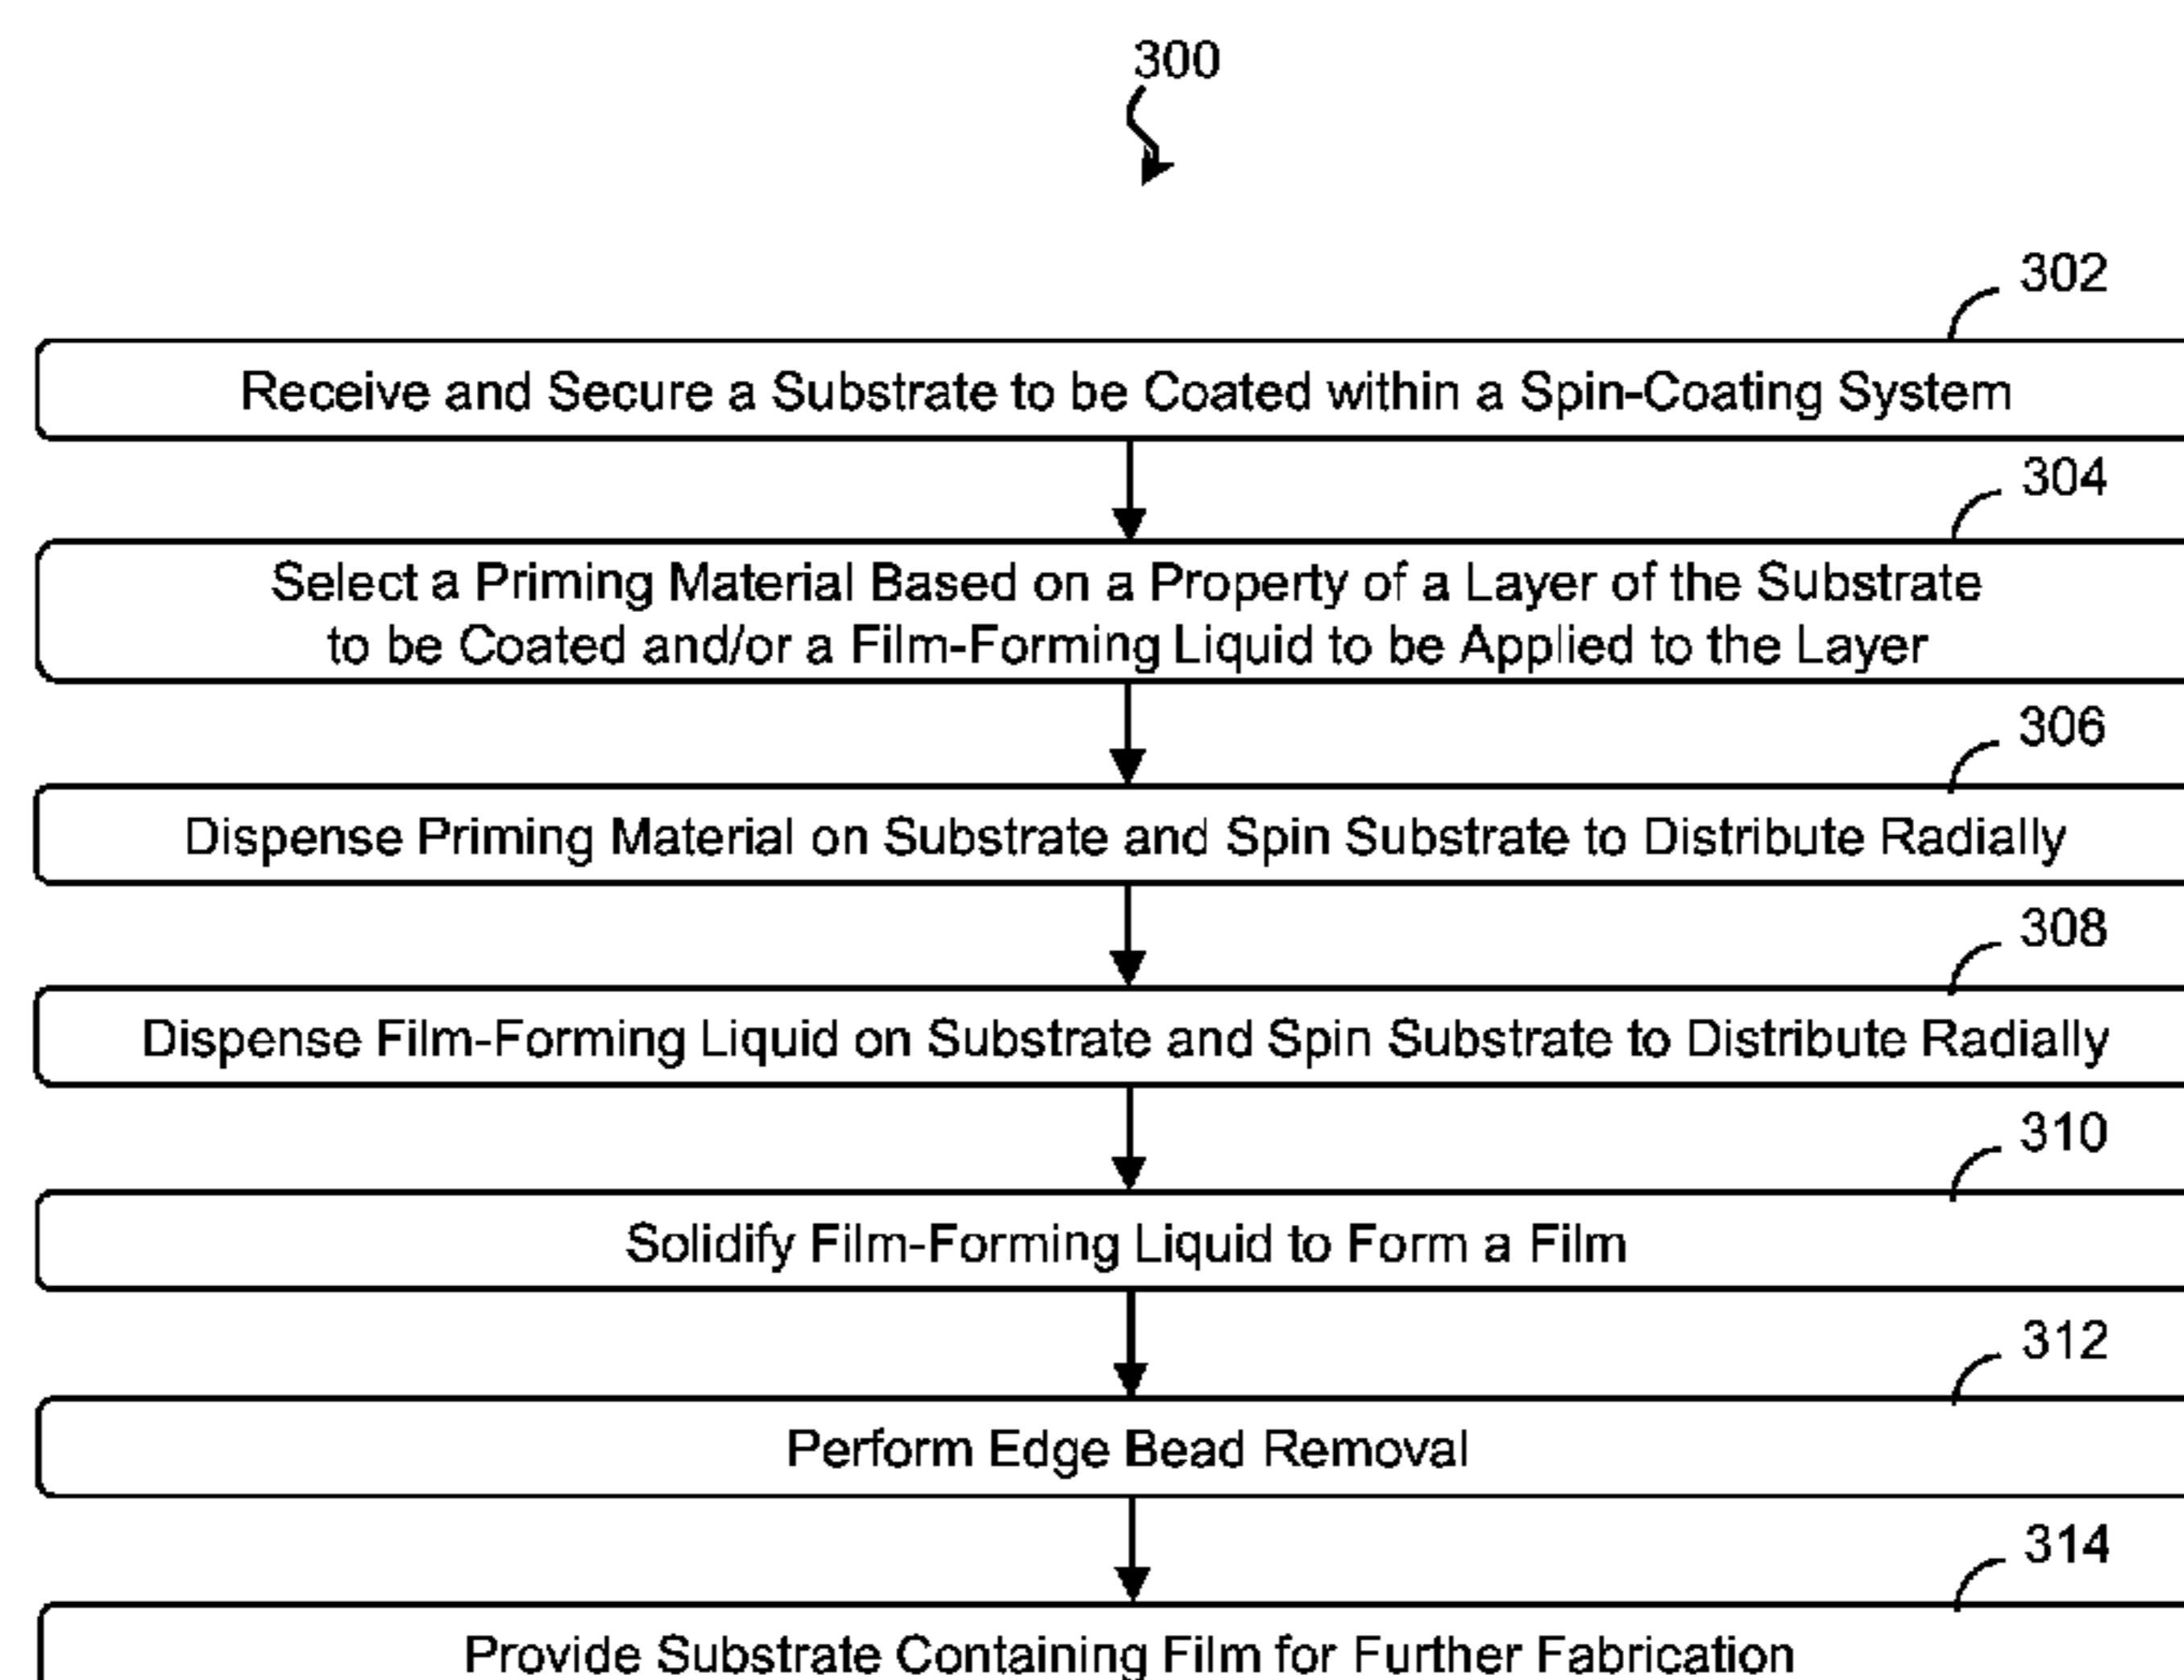 300
302
Receive and Secure a Substrate to be Coated within a Spin-Coating System
304
Select a Priming Material Based on a Property of a Layer of the Substrate
to be Coated and/or a Film-Forming Liquid to be Applied to the Layer
306
Dispense Priming Material on Substrate and Spin Substrate to Distribute Radially
308
Dispense Film-Forming Liquid on Substrate and Spin Substrate to Distribute Radially
310
Solidify Film-Forming Liquid to Form a Film
312
Perform Edge Bead Removal
314
Provide Substrate Containing Film for Further Fabrication